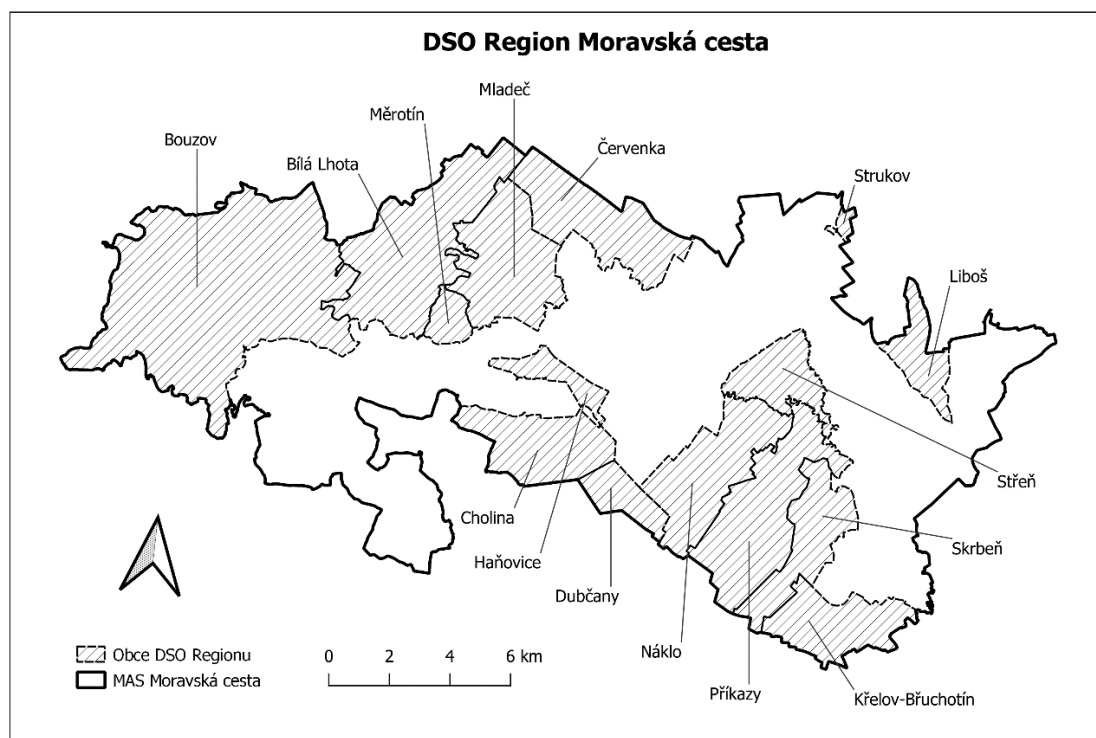 DSO Region Moravská cesta
Mladeč
Měrotín
Bouzov
Bílá Lhota
Červenka
Strukov
Liboš
Střeň
Cholina
Skrbeň
Haňovice
Dubčany
Náklo
Příkazy
Křelov-Břuchotín
Obce DSO Regionu
MAS Moravská cesta
0 2 4 6 km